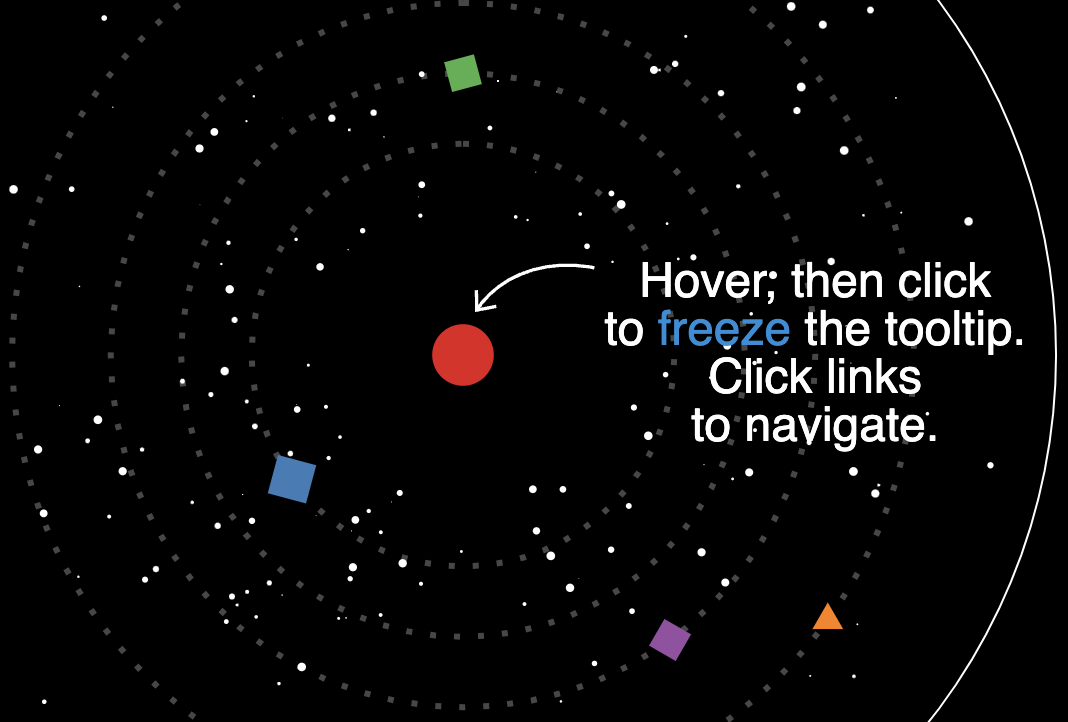 Hover; then click
to freeze the tooltip.
Click links
to navigate.